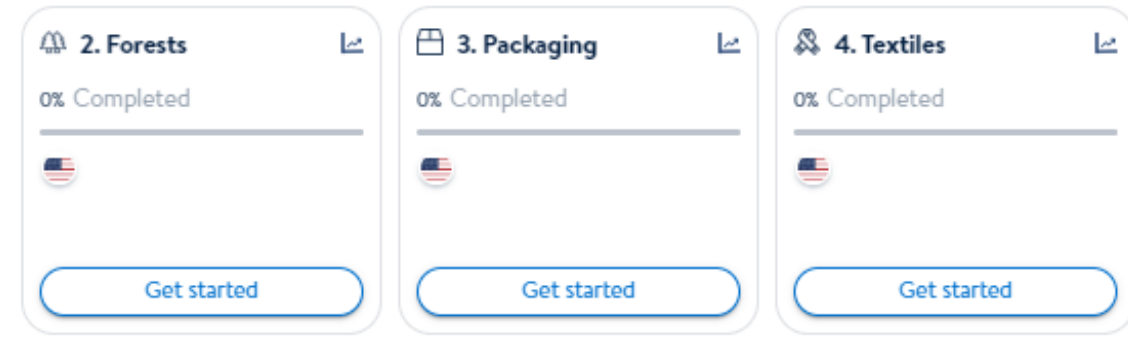 2. Forests
0% Completed
Get started
3. Packaging
0% Completed
Get started
4. Textiles
0% Completed
Get started